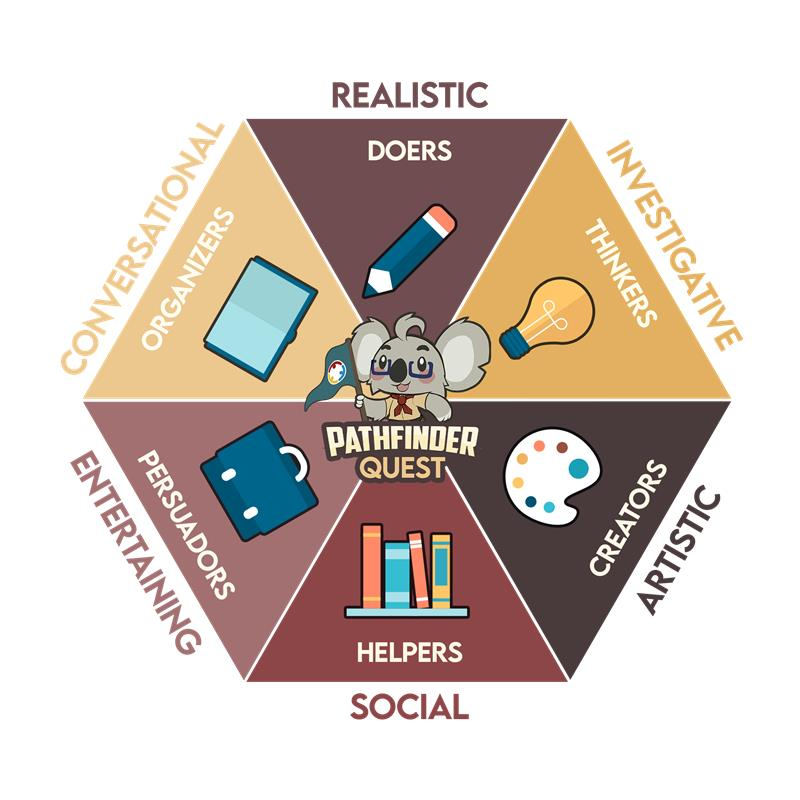 REALISTIC
DOERS
INVESTIGATIVE
THINKERS
ARTISTIC
CREATORS
SOCIAL
HELPERS
ENTERTAINING
PERSUADORS
CONVERSATIONAL
ORGANIZERS
PATHFINDER
QUEST